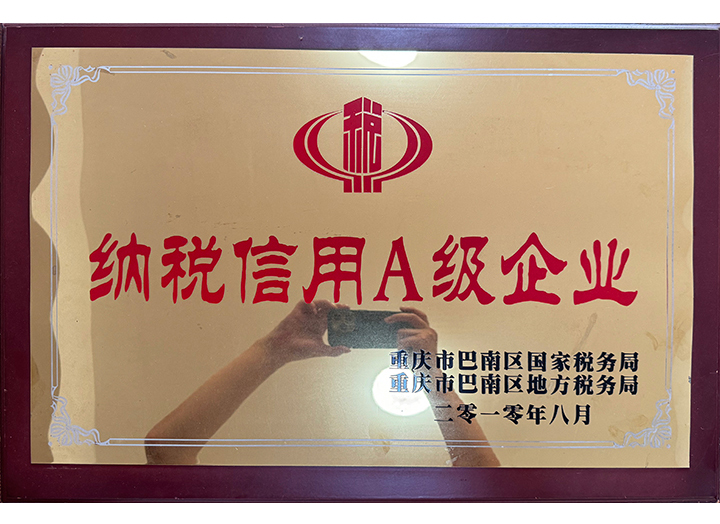 税
纳税信用A级企业
重庆市巴南区国家税务局
重庆市巴南区地方税务局
二零一零年八月